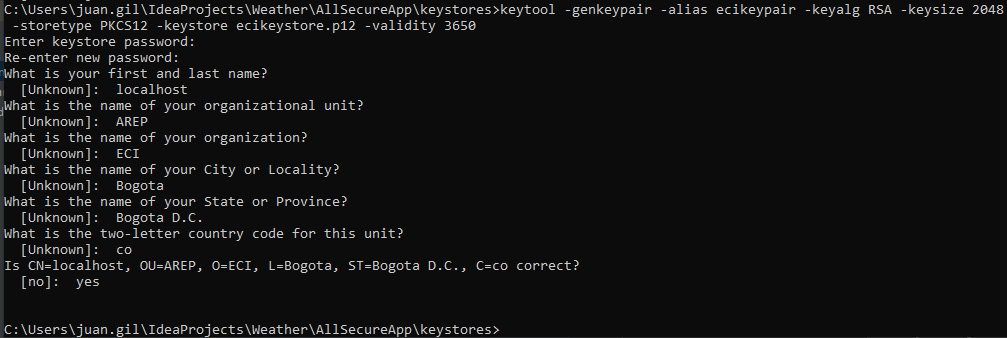 C:\Users\juan.gil\IdeaProjects\Weather\AllSecureApp\keystores>keytool -genkeypair -alias ecikeypair -keyalg RSA -keysize 2048
 -storetype PKCS12 -keystore ecikeystore.p12 -validity 3650
Enter keystore password:
Re-enter new password:
What is your first and last name?
  [Unknown]:  localhost
What is the name of your organizational unit?
  [Unknown]:  AREP
What is the name of your organization?
  [Unknown]:  ECI
What is the name of your City or Locality?
  [Unknown]:  Bogota
What is the name of your State or Province?
  [Unknown]:  Bogota D.C.
What is the two-letter country code for this unit?
  [Unknown]:  co
Is CN=localhost, OU=AREP, O=ECI, L=Bogota, ST=Bogota D.C., C=co correct?
  [no]:  yes
C:\Users\juan.gil\IdeaProjects\Weather\AllSecureApp\keystores>